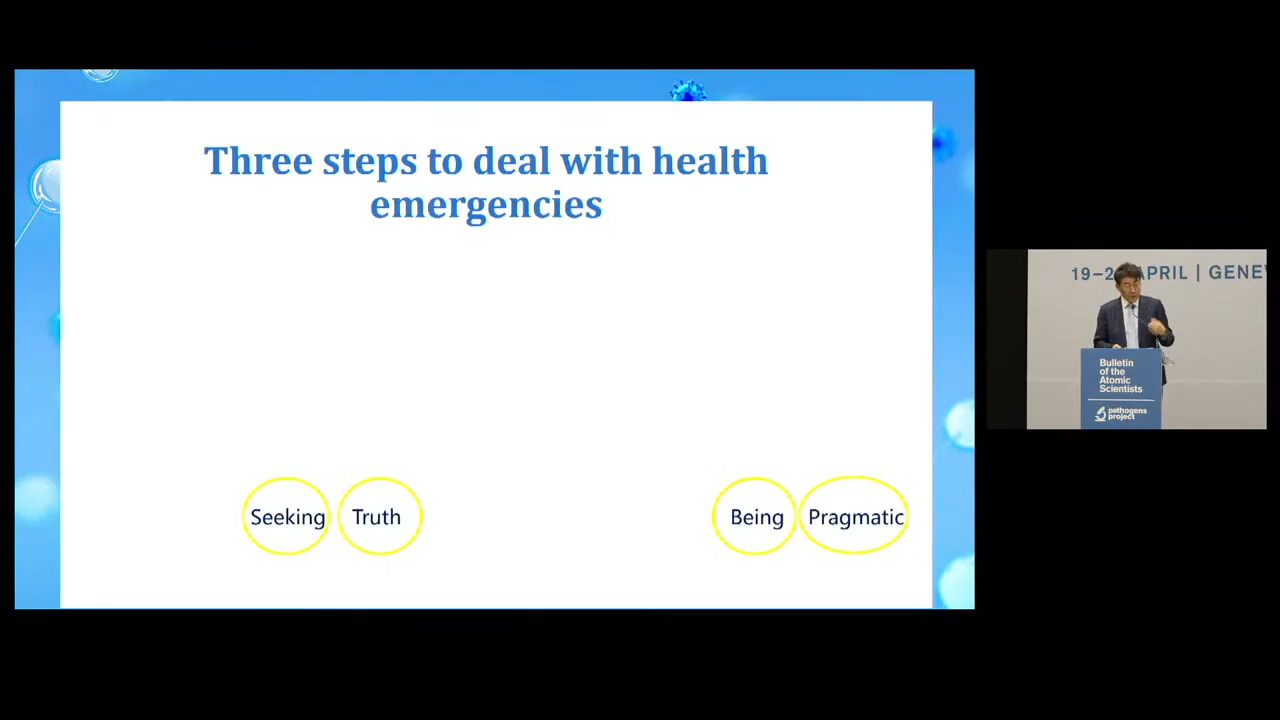 Three steps to deal with health
emergencies
Seeking Truth Being Pragmatic
19–2 APRIL | GENEV
Bulletin
of the
Atomic
Scientists
pathogens
project